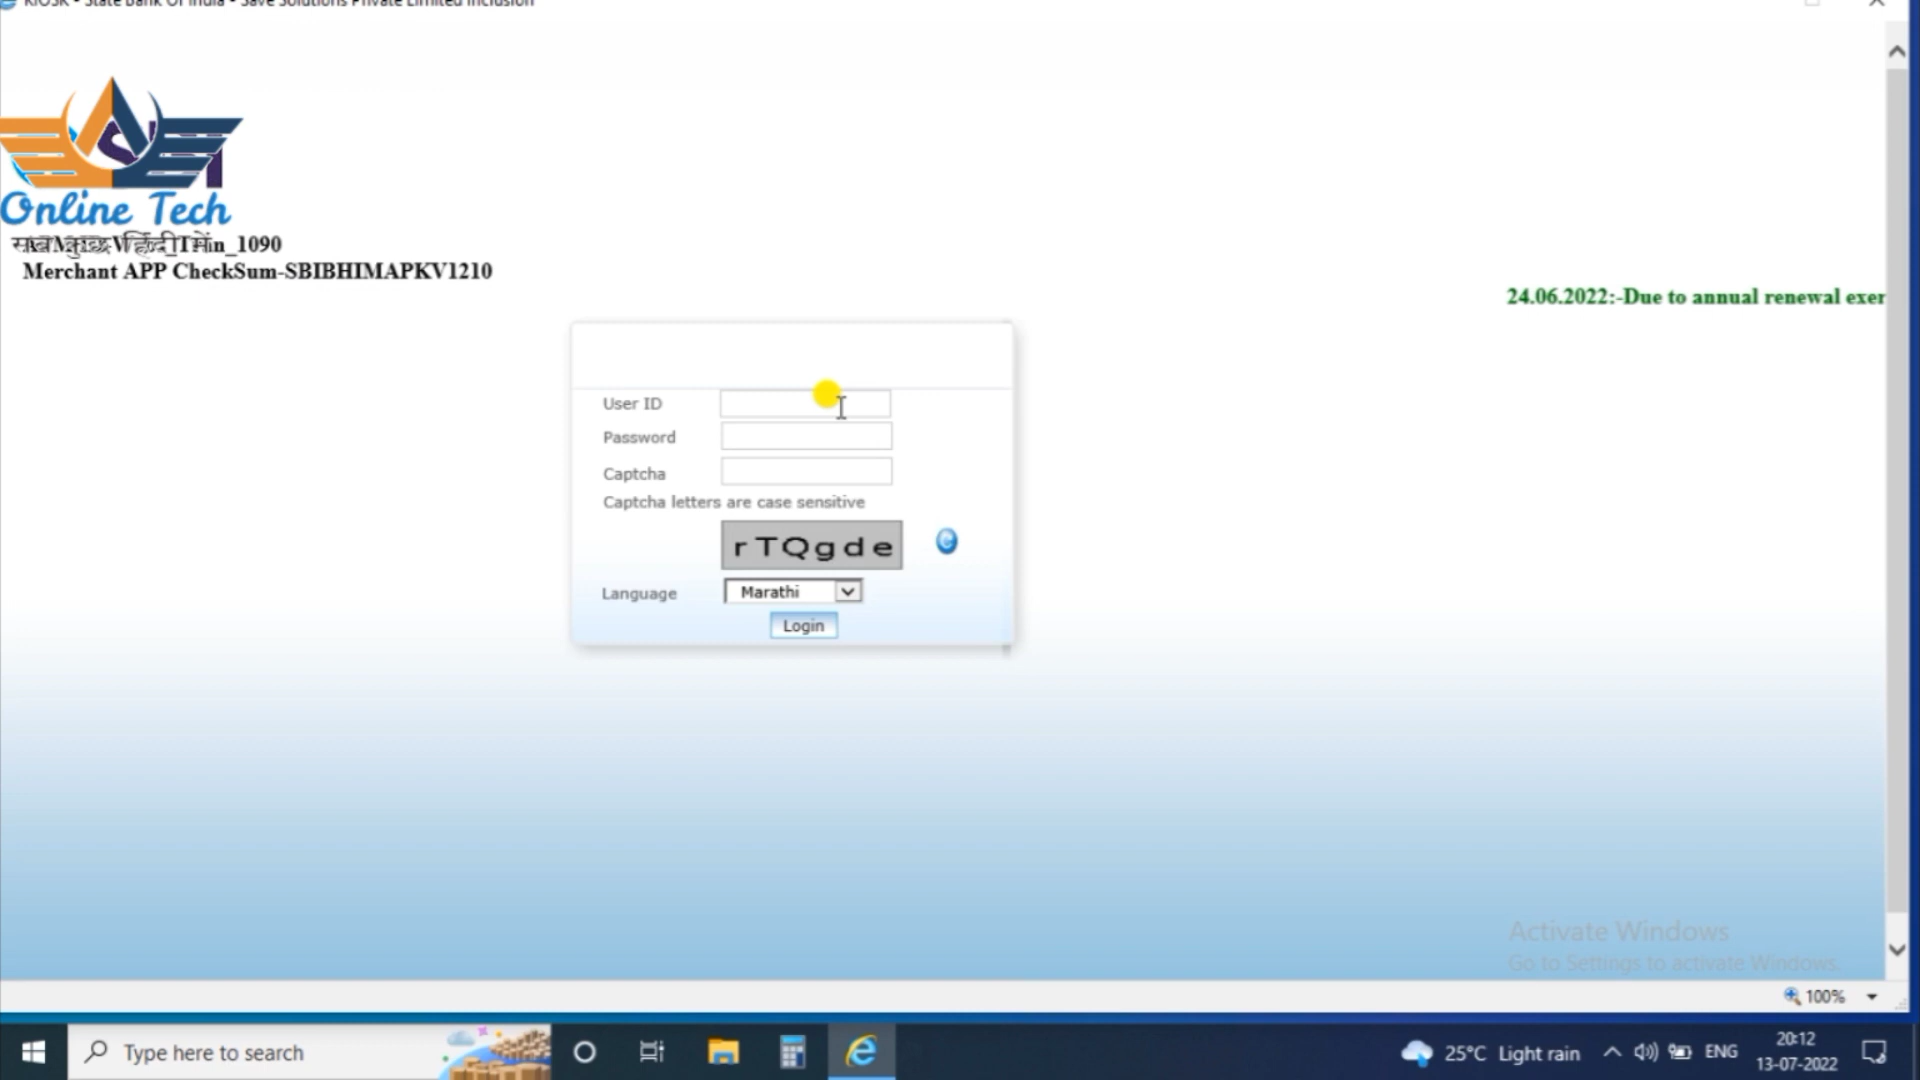 KIOSK - State Bank Of India - Save Solutions Private Limited Inclusion
Online Tech
सब कुछ हिंदी में
Merchant APP CheckSum-SBIBHIMAPKV1210
24.06.2022:-Due to annual renewal exer
User ID
Password
Captcha
Captcha letters are case sensitive
rTQgde
Language Marathi
Login
Activate Windows
Go to Settings to activate Windows.
100%
Type here to search
25°C Light rain
ENG
20:12
13-07-2022